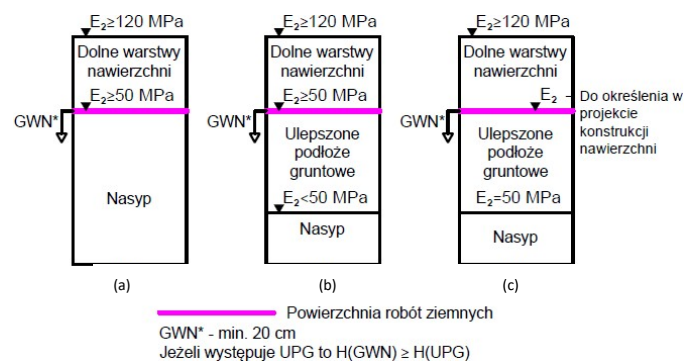 E₂≥120 MPa
Dolne warstwy
nawierzchni
E₂≥50 MPa
GWN*
Nasyp
(a)
E₂≥120 MPa
Dolne warstwy
nawierzchni
E₂≥50 MPa
GWN*
Ulepszone
podłoże
gruntowe
E₂<50 MPa
Nasyp
(b)
E₂≥120 MPa
Dolne warstwy
nawierzchni
E₂ – Do określenia w
projekcie
konstrukcji
nawierzchni
GWN*
Ulepszone
podłoże
gruntowe
E₂=50 MPa
Nasyp
(c)
Powierzchnia robót ziemnych
GWN* - min. 20 cm
Jeżeli występuje UPG to H(GWN) ≥ H(UPG)